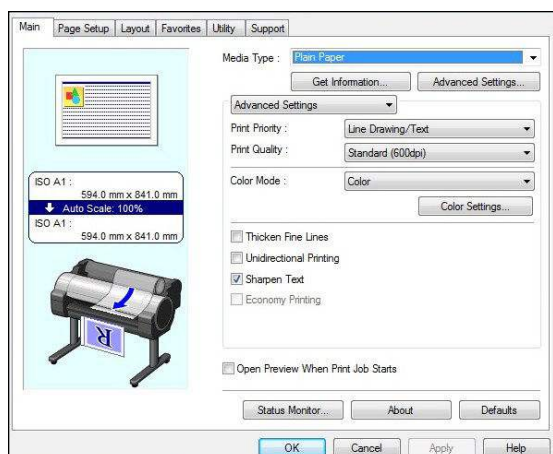 Main Page Setup Layout Favorites Utility Support
Media Type : Plain Paper
Get Information... Advanced Settings...
Advanced Settings
Print Priority : Line Drawing/Text
Print Quality : Standard (600dpi)
Color Mode : Color
Color Settings...
ISO A1 :
594.0 mm x 841.0 mm
Auto Scale: 100%
ISO A1 :
594.0 mm x 841.0 mm
R
Thicken Fine Lines
Unidirectional Printing
Sharpen Text
Economy Printing
Open Preview When Print Job Starts
Status Monitor... About Defaults
OK Cancel Apply Help